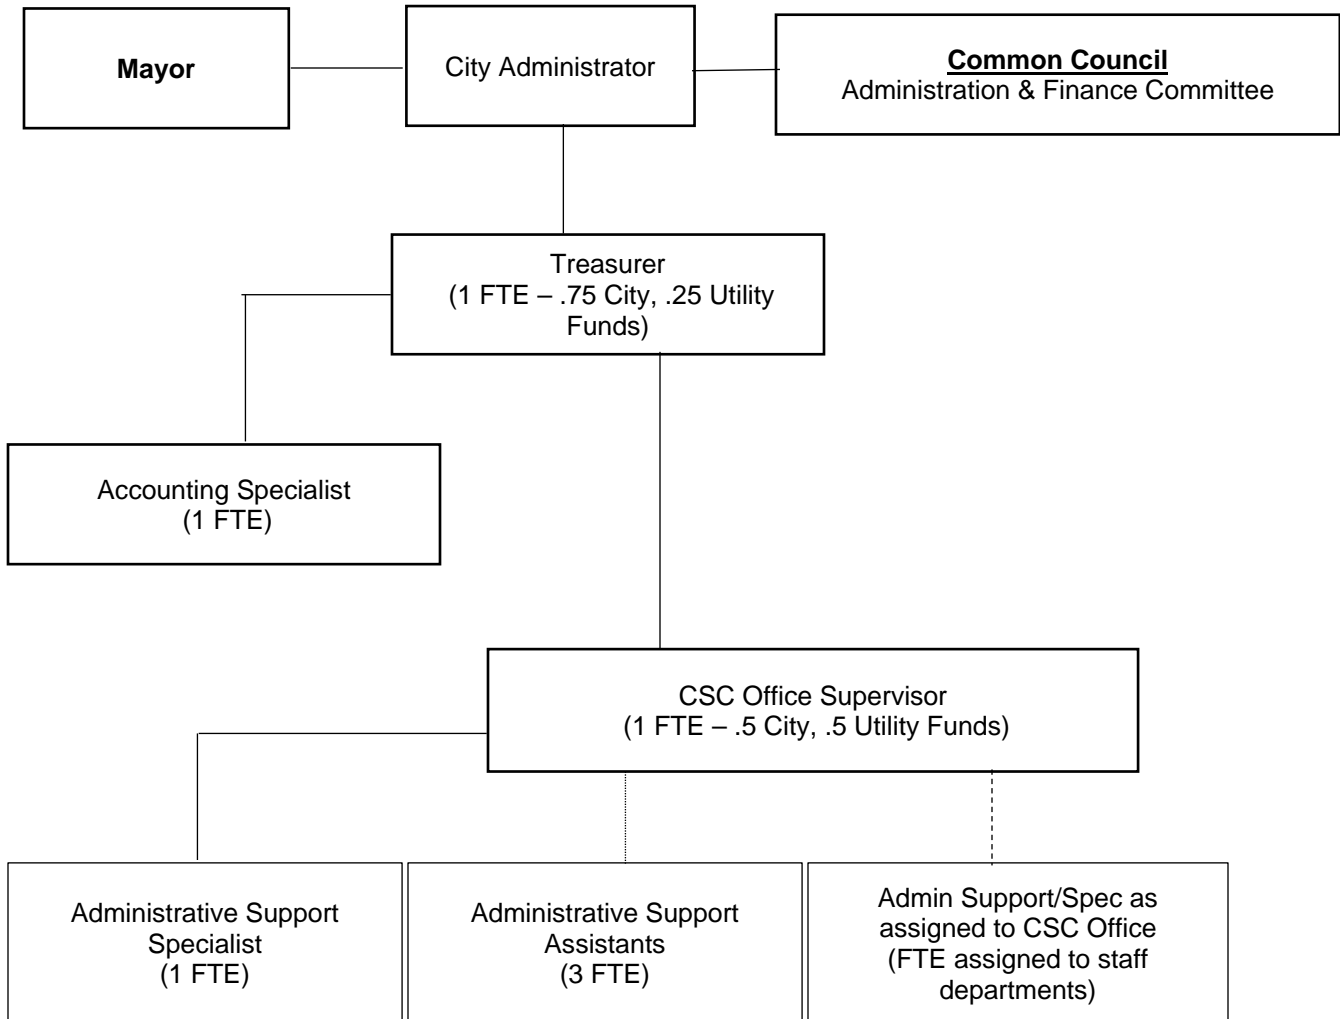 Mayor
City Administrator
Common Council
Administration & Finance Committee
Treasurer
(1 FTE – .75 City, .25 Utility
Funds)
Accounting Specialist
(1 FTE)
CSC Office Supervisor
(1 FTE – .5 City, .5 Utility Funds)
Administrative Support
Specialist
(1 FTE)
Administrative Support
Assistants
(3 FTE)
Admin Support/Spec as
assigned to CSC Office
(FTE assigned to staff
departments)